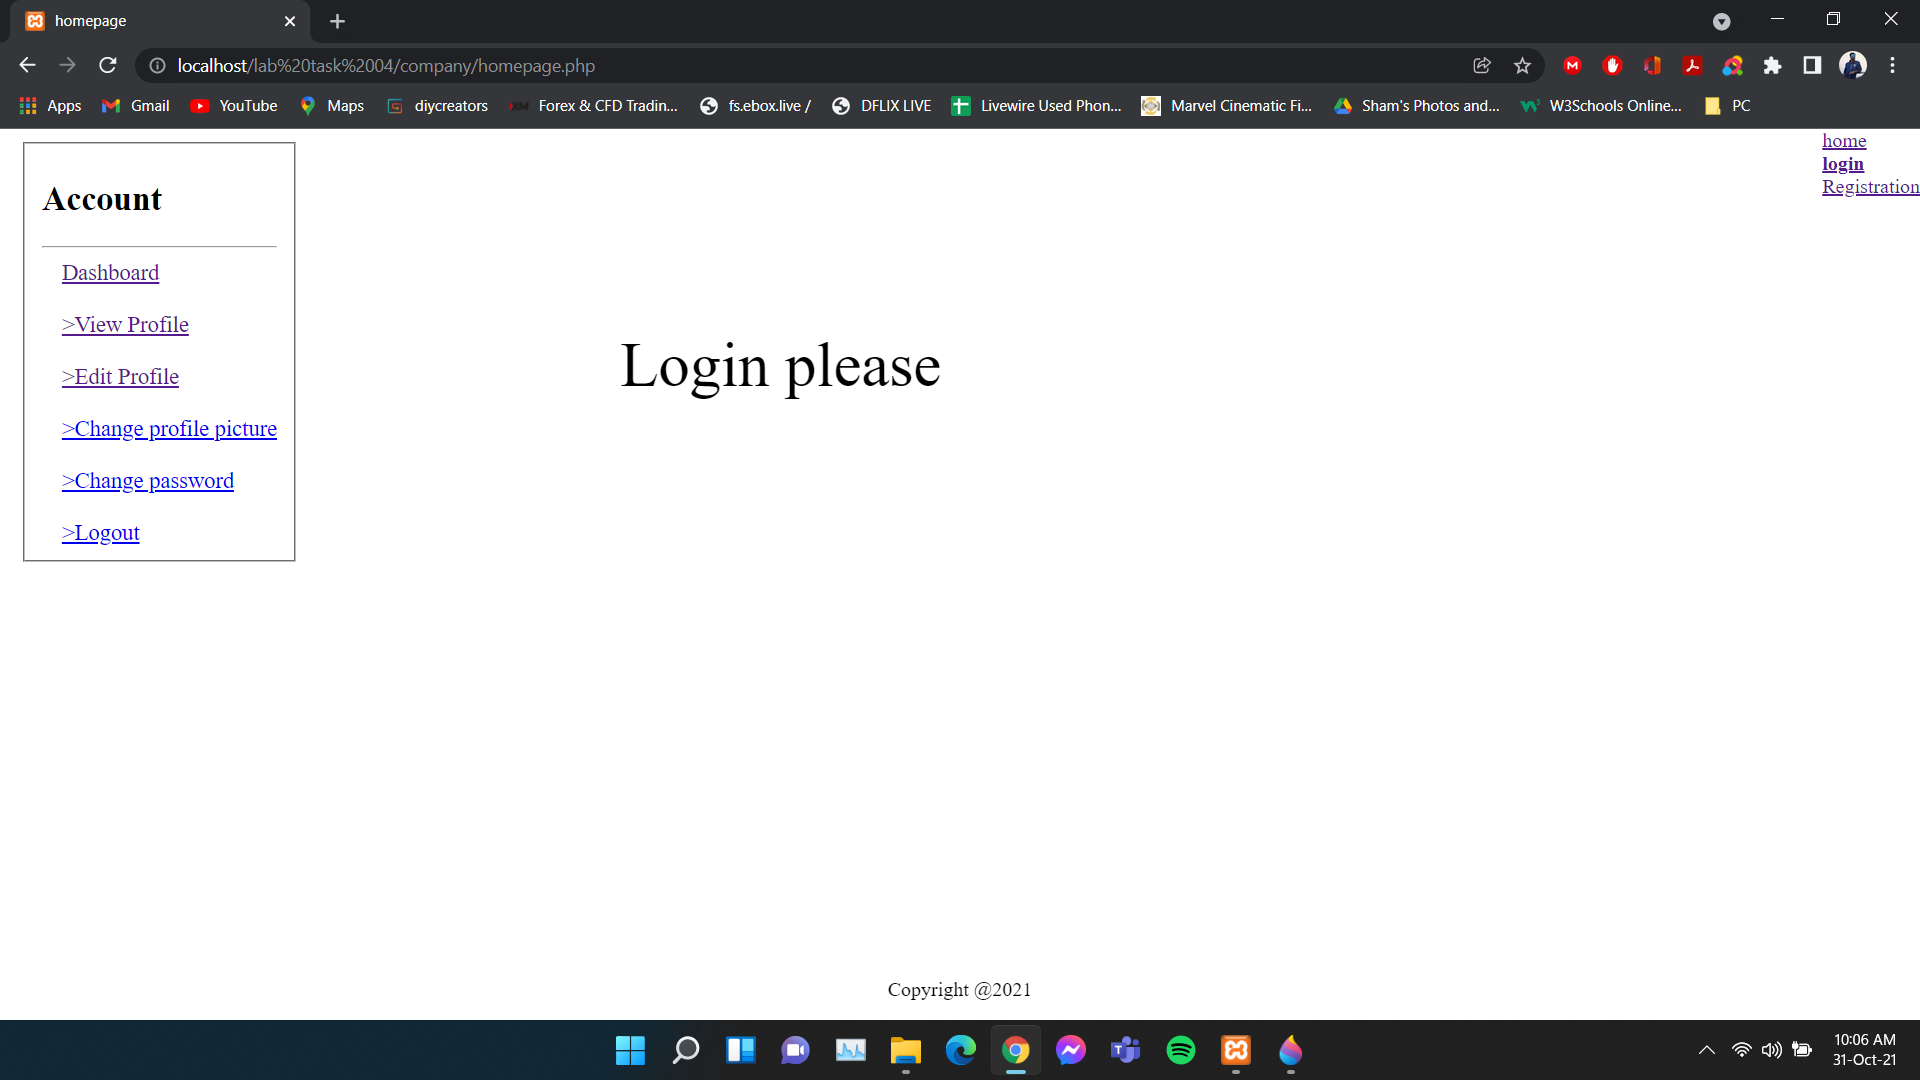 homepage
localhost/lab%20task%2004/company/homepage.php
Apps Gmail YouTube Maps diycreators Forex & CFD Tradin... fs.ebox.live / DFLIX LIVE Livewire Used Phon... Marvel Cinematic Fi... Sham's Photos and... W3Schools Online... PC
home
login
Registration
Account
Dashboard
>View Profile
>Edit Profile
>Change profile picture
>Change password
>Logout
Login please
Copyright @2021
10:06 AM
31-Oct-21